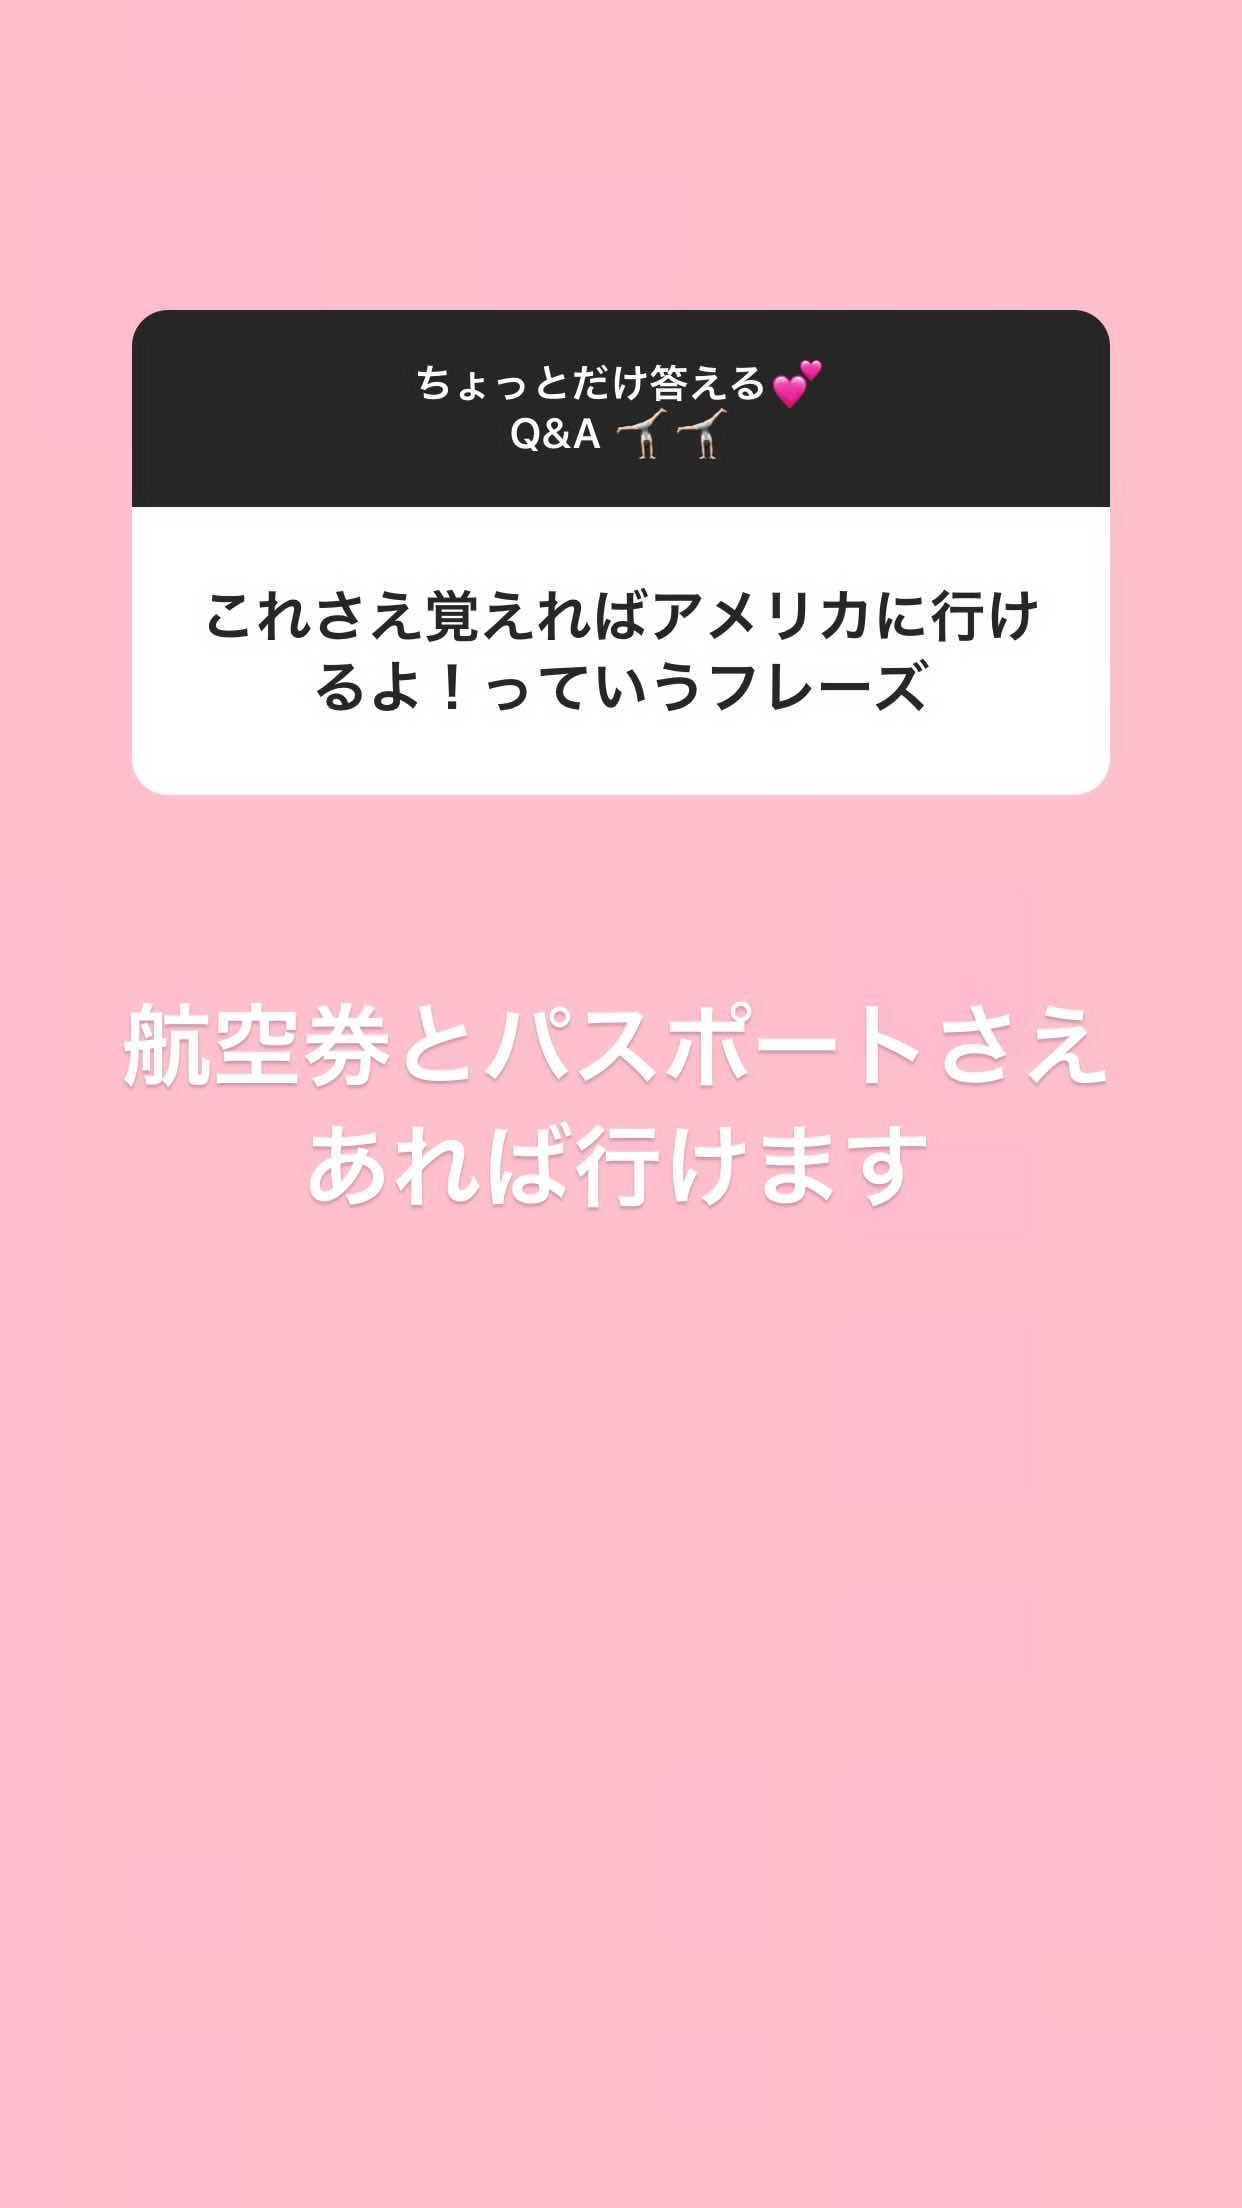 ちょっとだけ答える💕
Q&A 🤸🏼‍♀️🤸🏼‍♀️
これさえ覚えればアメリカに行け
るよ！っていうフレーズ
航空券とパスポートさえ
あれば行けます